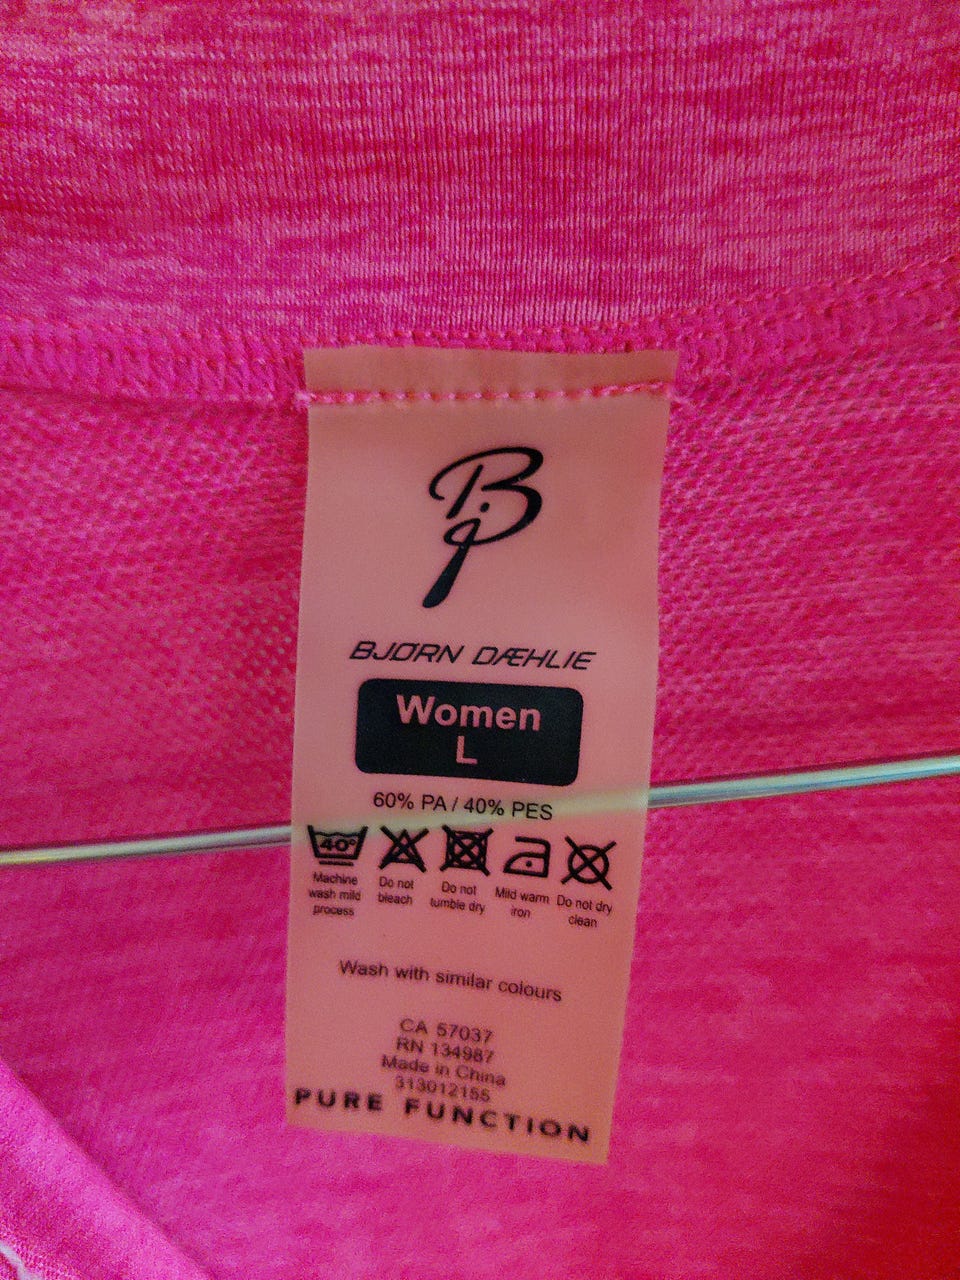 BJ
BJØRN DÆHLIE
Women
L
60% PA / 40% PES
40°
Machine wash mild process
Do not bleach
Do not tumble dry
Mild warm iron
Do not dry clean
Wash with similar colours
CA 57037
RN 134987
Made in China
313012155
PURE FUNCTION